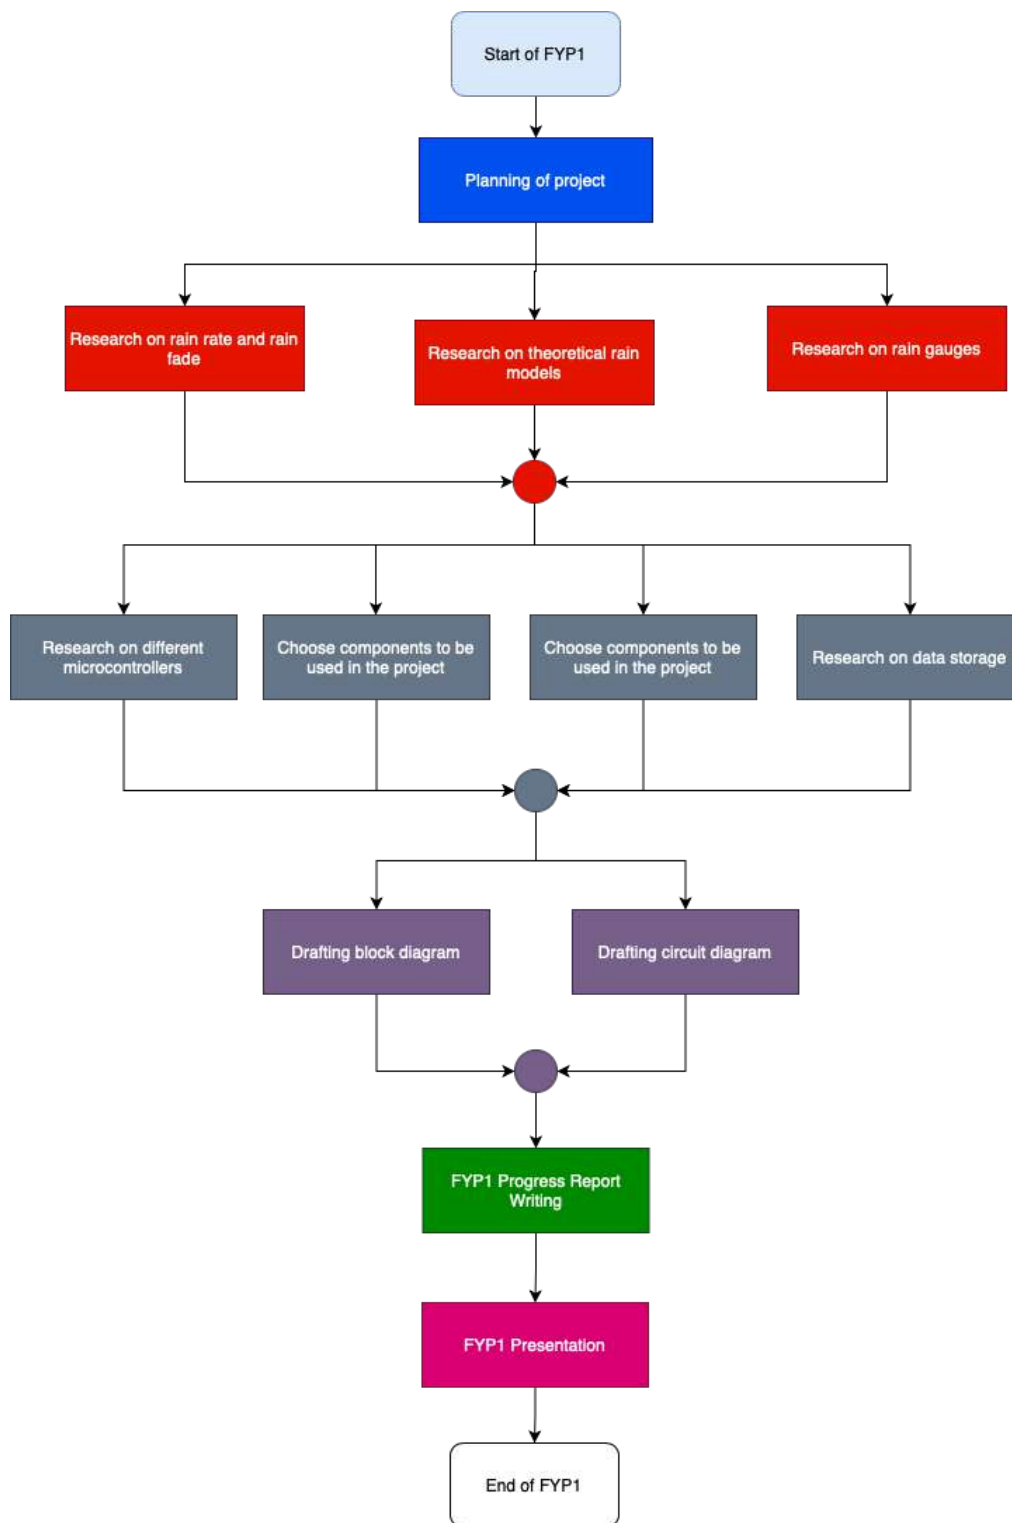 Start of FYP1
Planning of project
Research on rain rate and rain
fade
Research on theoretical rain
models
Research on rain gauges
Research on different
microcontrollers
Choose components to be
used in the project
Choose components to be
used in the project
Research on data storage
Drafting block diagram
Drafting circuit diagram
FYP1 Progress Report
Writing
FYP1 Presentation
End of FYP1